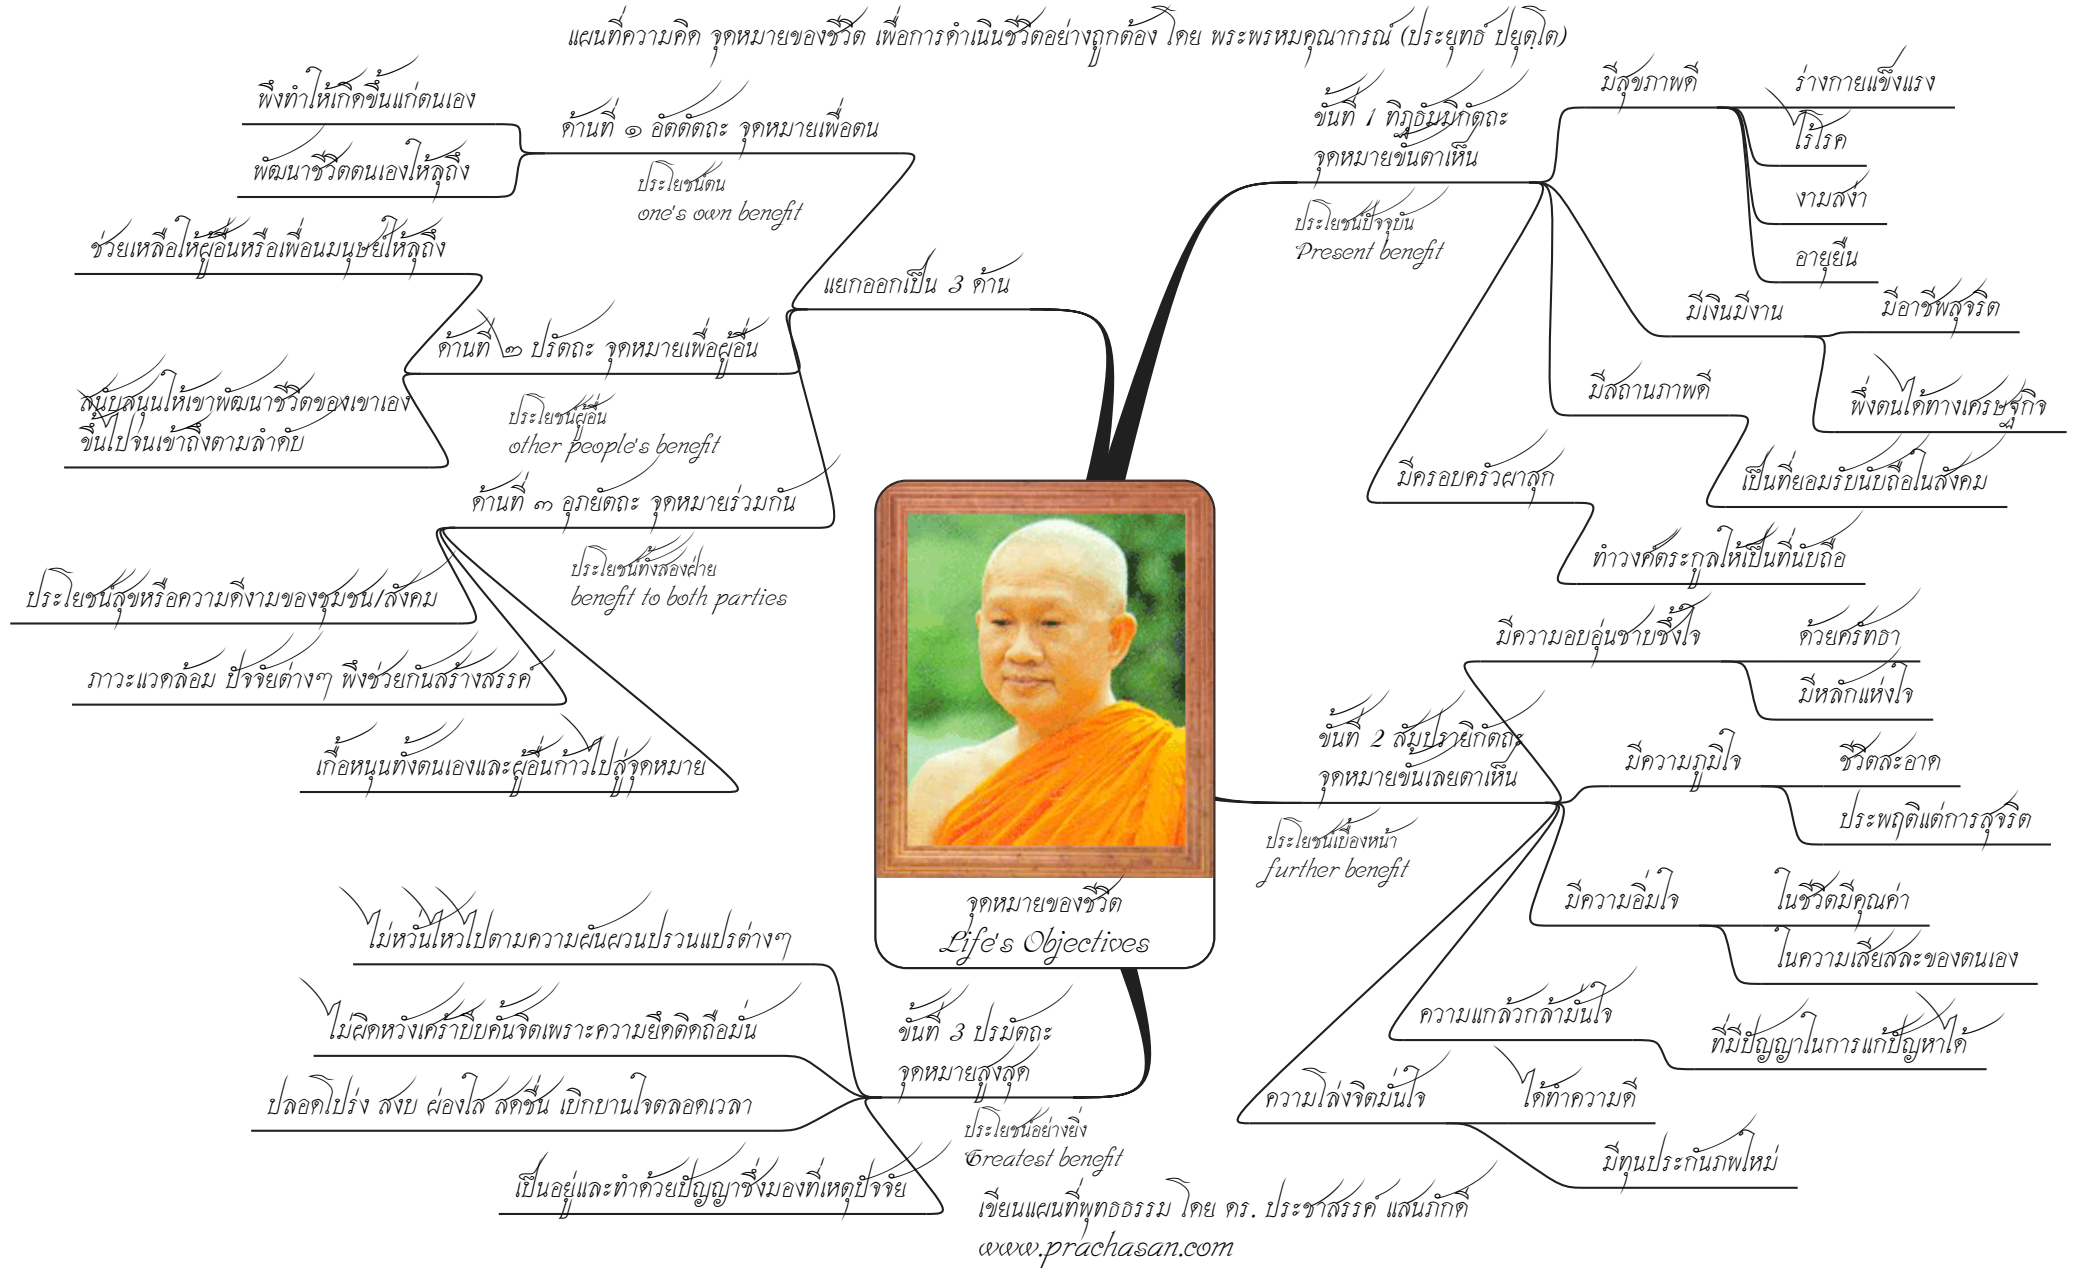 แผนที่ความคิด จุดหมายของชีวิต เพื่อการดำเนินชีวิตอย่างถูกต้อง โดย พระพรหมคุณากรณ์ (ประยุทธ์ ปยุตฺโต)
พึงทำให้เกิดขึ้นแก่ตนเอง
พัฒนาชีวิตตนเองให้ลุถึง
ด้านที่ ๑ อัตตัตถะ จุดหมายเพื่อตน
ประโยชน์ตน
one's own benefit
ช่วยเหลือให้ผู้อื่นหรือเพื่อนมนุษย์ให้ลุถึง
แยกออกเป็น 3 ด้าน
ด้านที่ ๒ ปรัตถะ จุดหมายเพื่อผู้อื่น
ประโยชน์ผู้อื่น
other people's benefit
สนับสนุนให้เขาพัฒนาชีวิตของเขาเอง
ขึ้นไปจนเข้าถึงตามลำดับ
ด้านที่ ๓ อุภยัตถะ จุดหมายร่วมกัน
ประโยชน์ทั้งสองฝ่าย
benefit to both parties
ประโยชน์สุขหรือความดีงามของชุมชน/สังคม
ภาวะแวดล้อม ปัจจัยต่างๆ พึงช่วยกันสร้างสรรค์
เกื้อหนุนทั้งตนเองและผู้อื่นก้าวไปสู่จุดหมาย
ขั้นที่ 1 ทิฏฐธัมมิกัตถะ
จุดหมายขั้นตาเห็น
ประโยชน์ปัจจุบัน
Present benefit
มีสุขภาพดี
ร่างกายแข็งแรง
ไร้โรค
งามสง่า
อายุยืน
มีเงินมีงาน
มีอาชีพสุจริต
พึ่งตนได้ทางเศรษฐกิจ
มีสถานภาพดี
เป็นที่ยอมรับนับถือในสังคม
มีครอบครัวผาสุก
ทำวงศ์ตระกูลให้เป็นที่นับถือ
จุดหมายของชีวิต
Life's Objectives
ขั้นที่ 2 สัมปรายิกัตถะ
จุดหมายขั้นเลยตาเห็น
ประโยชน์เบื้องหน้า
further benefit
มีความอบอุ่นซาบซึ้งใจ
ด้วยศรัทธา
มีหลักแห่งใจ
มีความภูมิใจ
ชีวิตสะอาด
ประพฤติแต่การสุจริต
มีความอิ่มใจ
ในชีวิตมีคุณค่า
ในความเสียสละของตนเอง
ความแกล้วกล้ามั่นใจ
ที่มีปัญญาในการแก้ปัญหาได้
ความโล่งจิตมั่นใจ
ได้ทำความดี
มีทุนประกันภพใหม่
ขั้นที่ 3 ปรมัตถะ
จุดหมายสูงสุด
ประโยชน์อย่างยิ่ง
Greatest benefit
ไม่หวั่นไหวไปตามความผันผวนปรวนแปรต่างๆ
ไม่ผิดหวังเศร้าบีบคั้นจิตเพราะความยึดติดถือมั่น
ปลอดโปร่ง สงบ ผ่องใส สดชื่น เบิกบานใจตลอดเวลา
เป็นอยู่และทำด้วยปัญญาซึ่งมองที่เหตุปัจจัย
เขียนแผนที่พุทธธรรม โดย ดร. ประชาสรรค์ แสนภักดี
www.prachasan.com